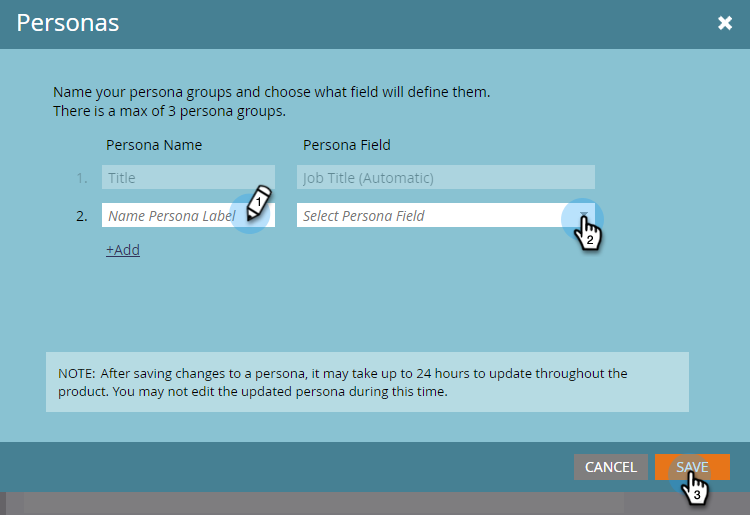 Personas
Name your persona groups and choose what field will define them.
There is a max of 3 persona groups.
Persona Name Persona Field
1. Title Job Title (Automatic)
2. Name Persona Label 1 Select Persona Field 2
+Add
NOTE: After saving changes to a persona, it may take up to 24 hours to update throughout the
product. You may not edit the updated persona during this time.
CANCEL SAVE
3